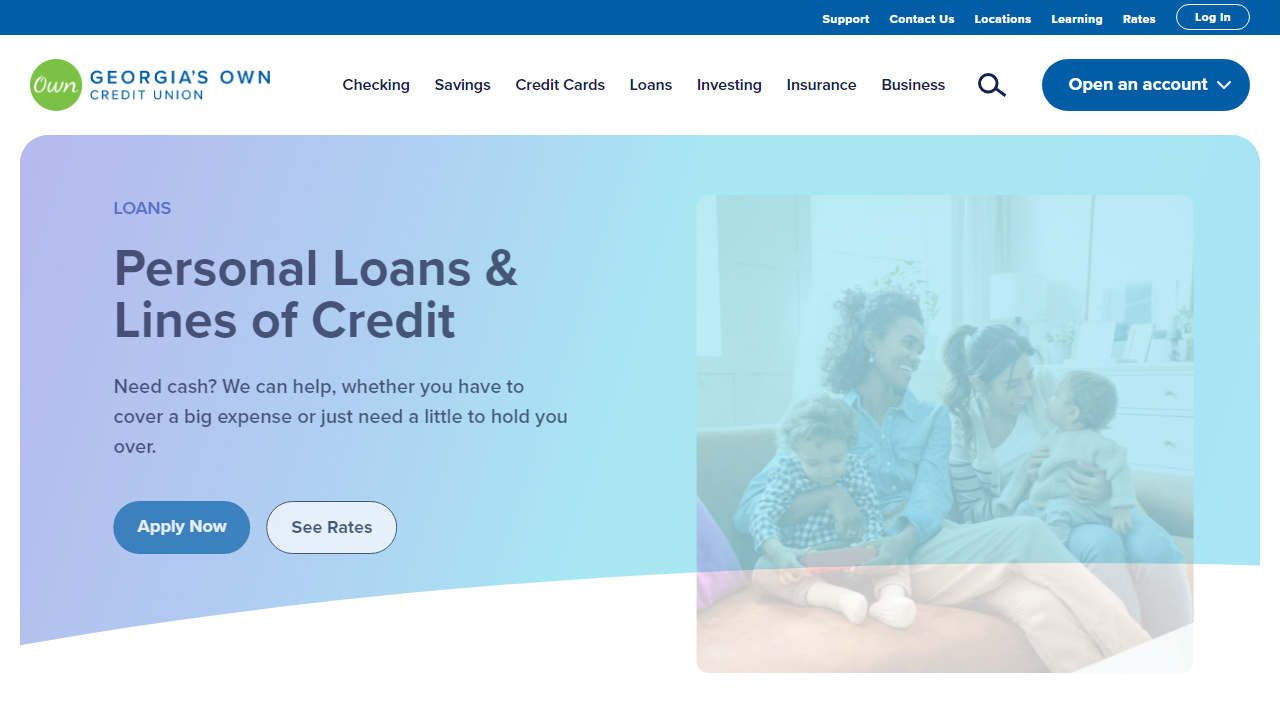 Support Contact Us Locations Learning Rates Log In
Own GEORGIA'S OWN
CREDIT UNION
Checking Savings Credit Cards Loans Investing Insurance Business Open an account
LOANS
Personal Loans &
Lines of Credit
Need cash? We can help, whether you have to
cover a big expense or just need a little to hold you
over.
Apply Now See Rates